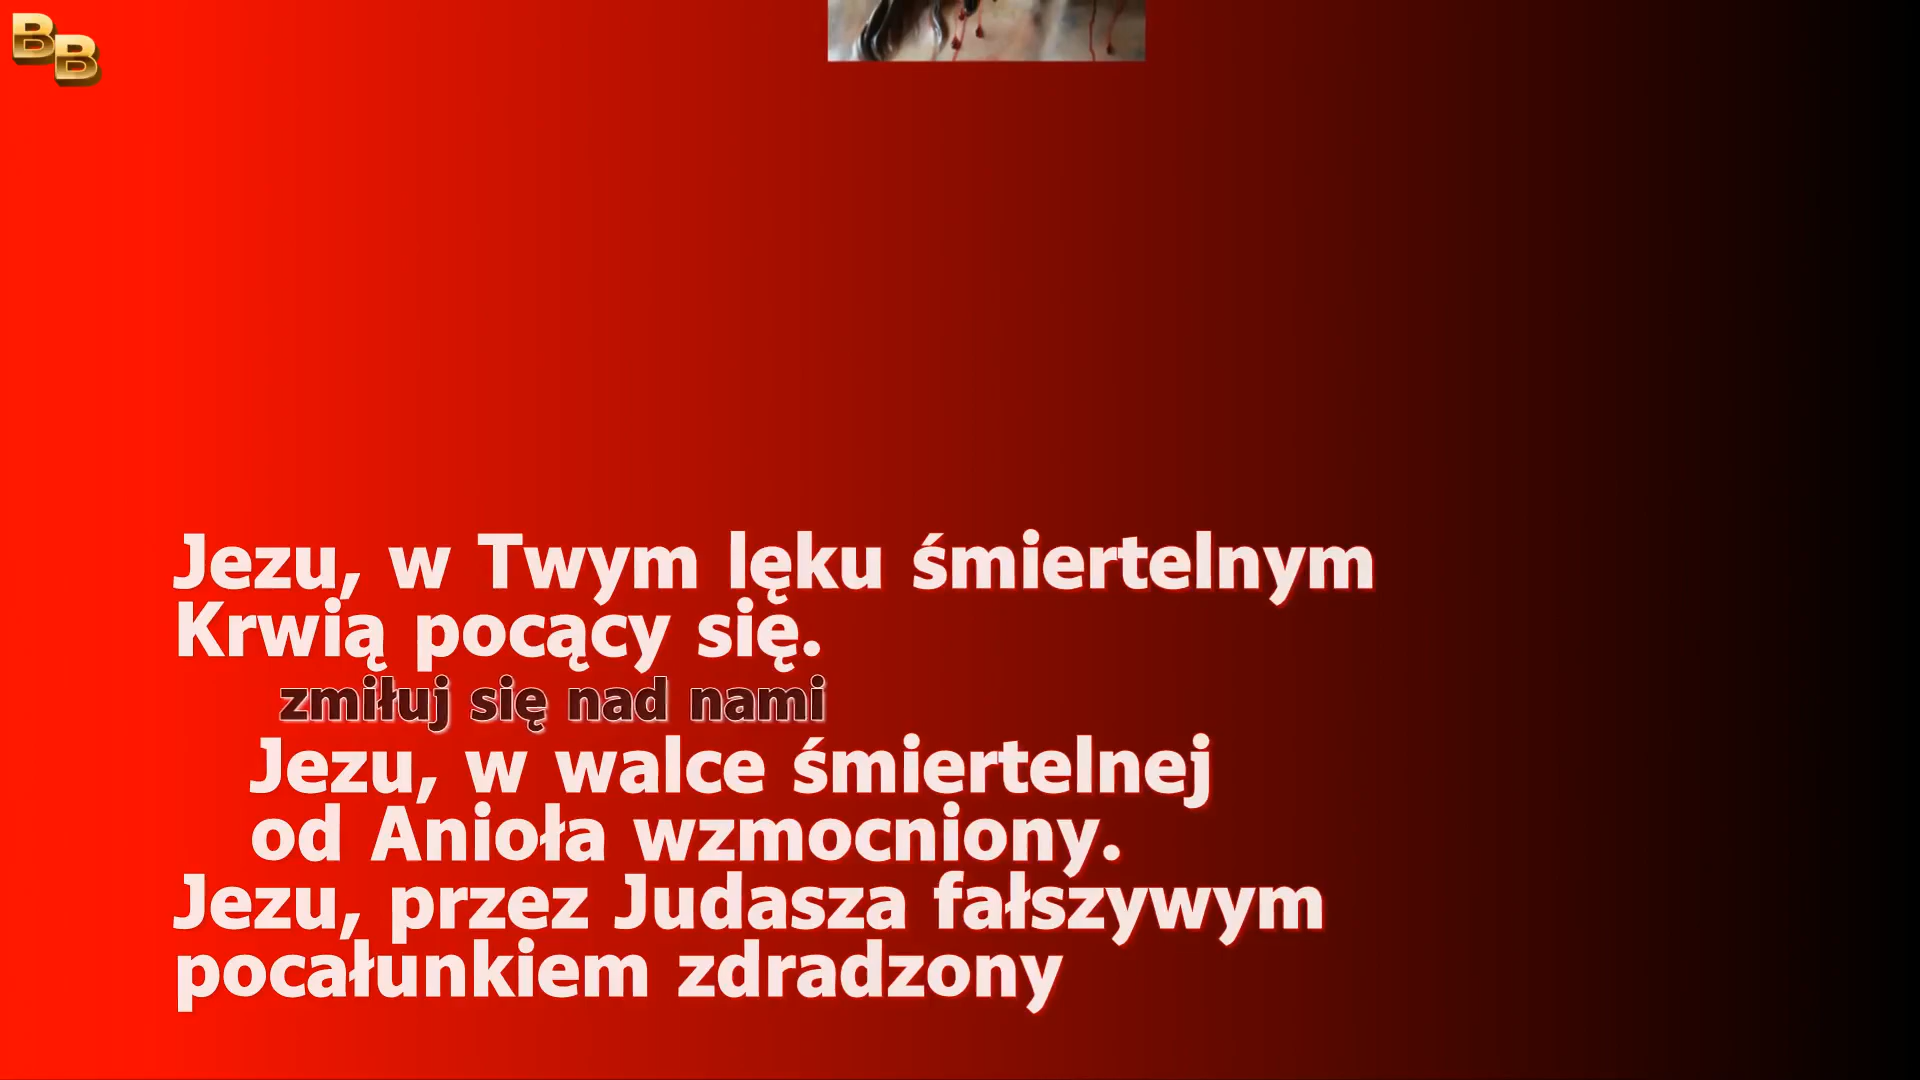 BB
Jezu, w Twym lęku śmiertelnym
Krwią pocący się.
zmiłuj się nad nami
Jezu, w walce śmiertelnej
od Anioła wzmocniony.
Jezu, przez Judasza fałszywym
pocałunkiem zdradzony